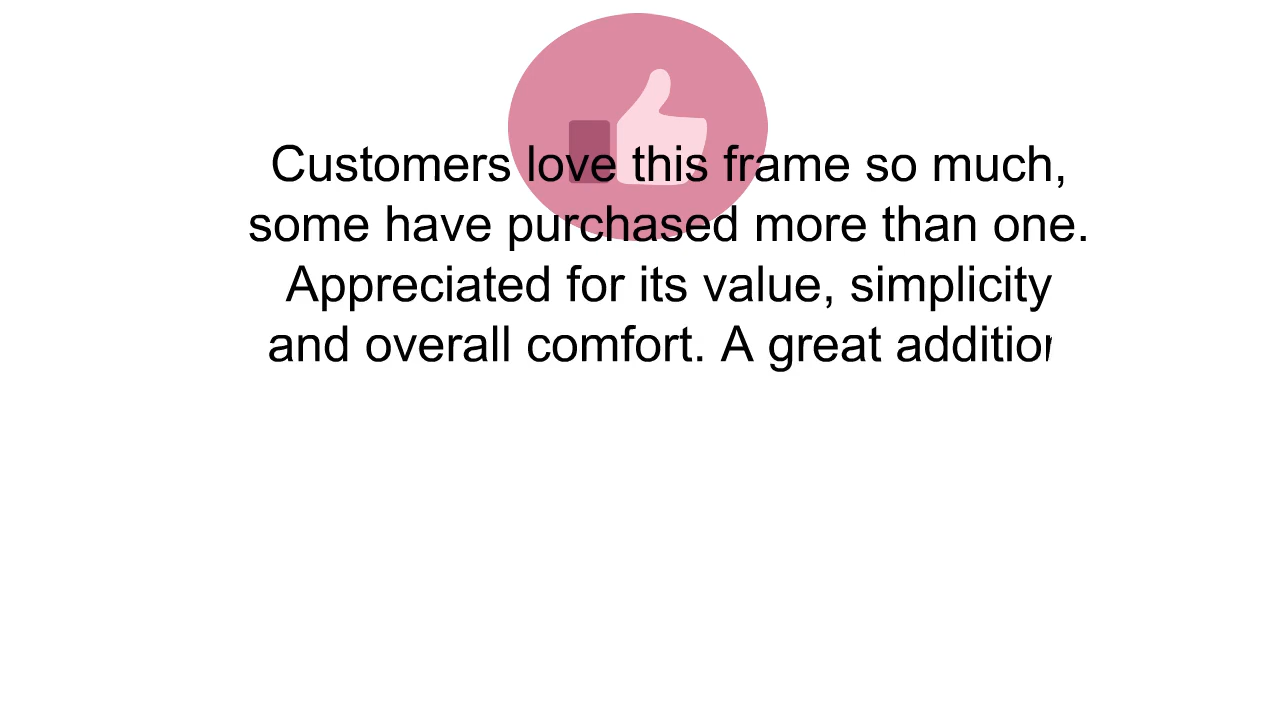 Customers love this frame so much,
some have purchased more than one.
Appreciated for its value, simplicity
and overall comfort. A great addition